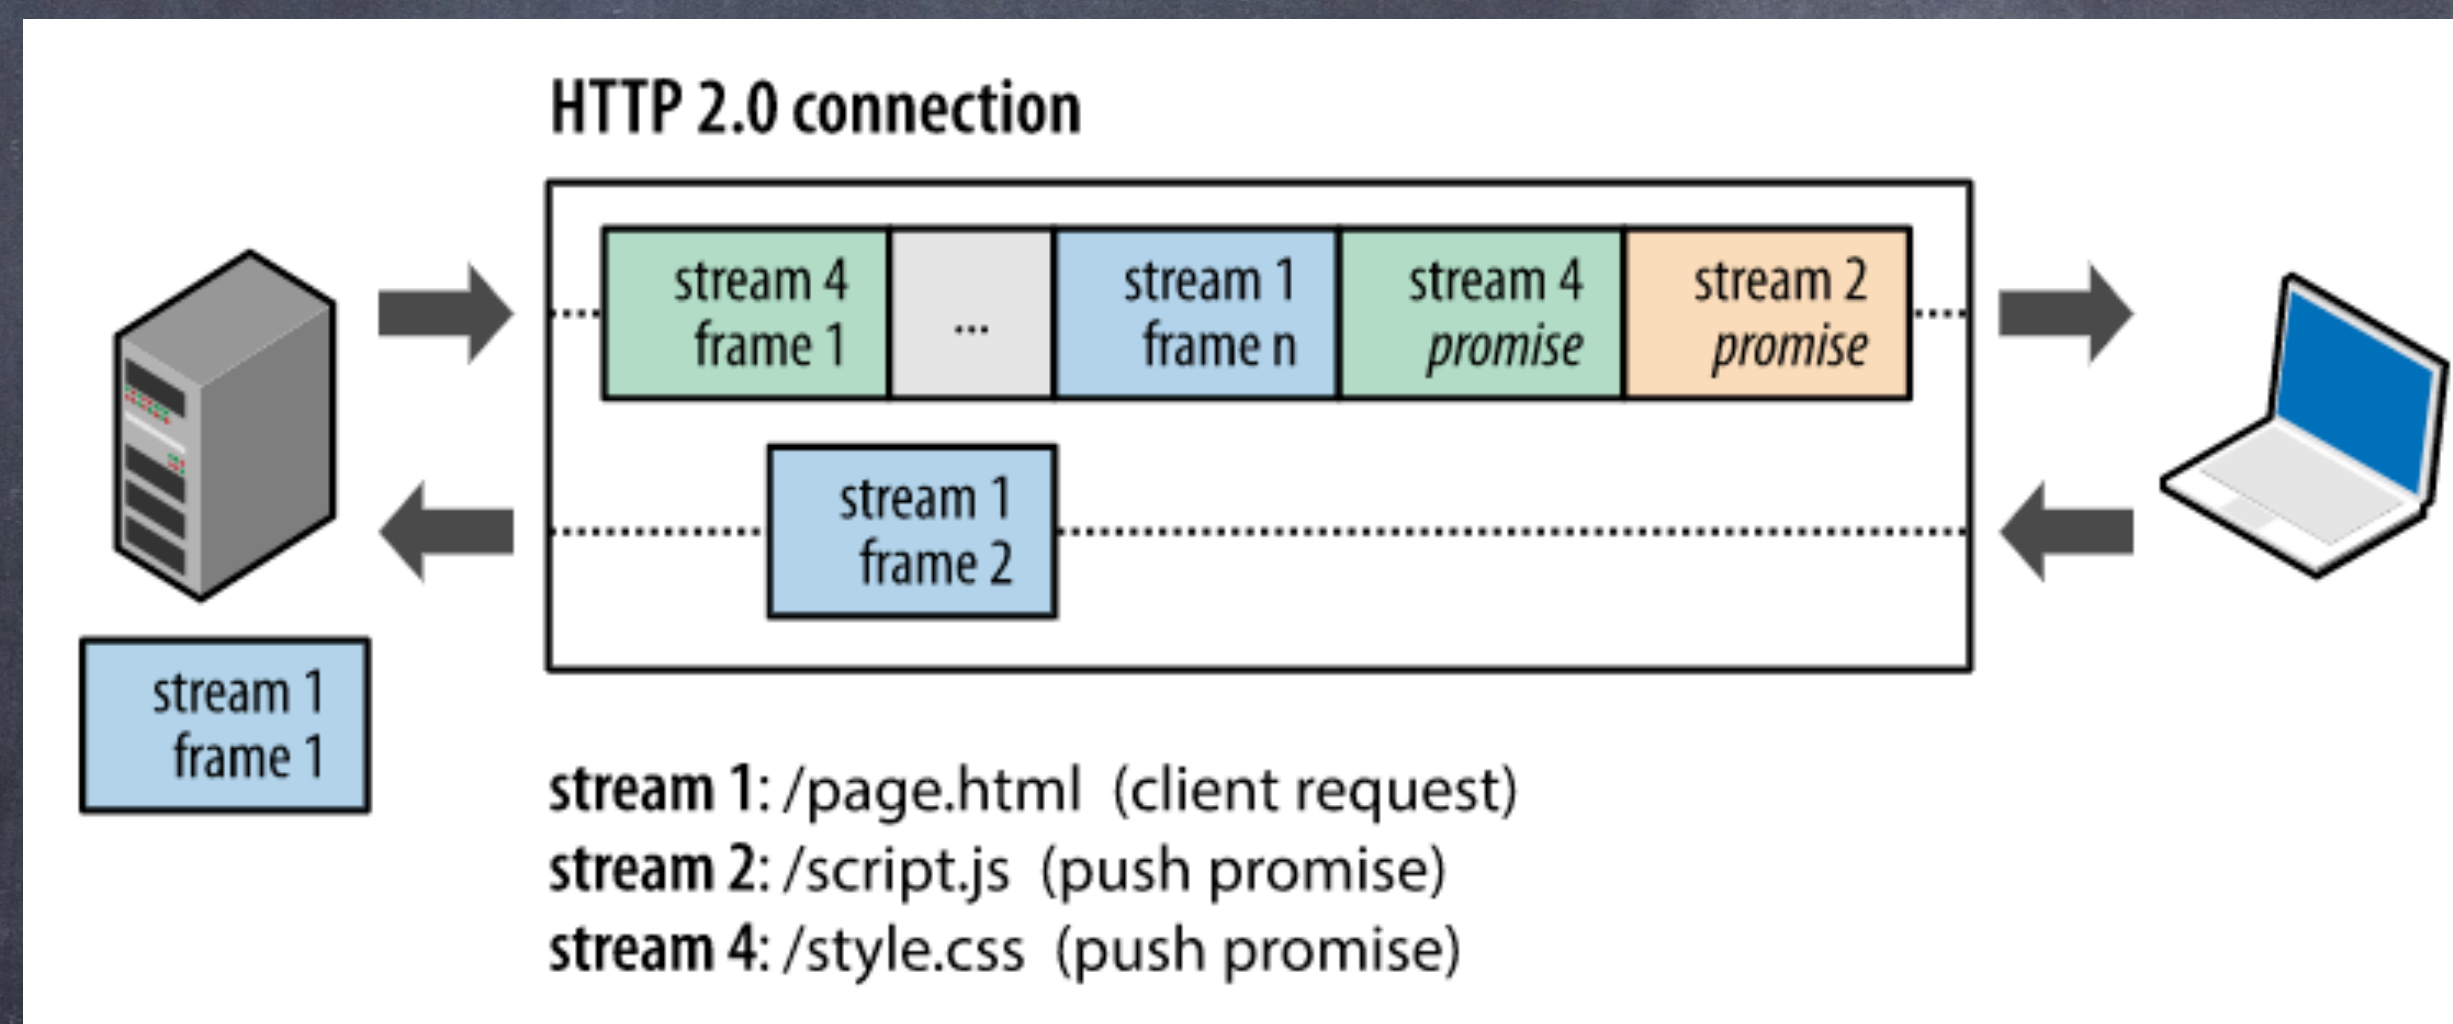 HTTP 2.0 connection
stream 4
frame 1
...
stream 1
frame n
stream 4
promise
stream 2
promise
stream 1
frame 2
stream 1
frame 1
stream 1: /page.html (client request)
stream 2: /script.js (push promise)
stream 4: /style.css (push promise)